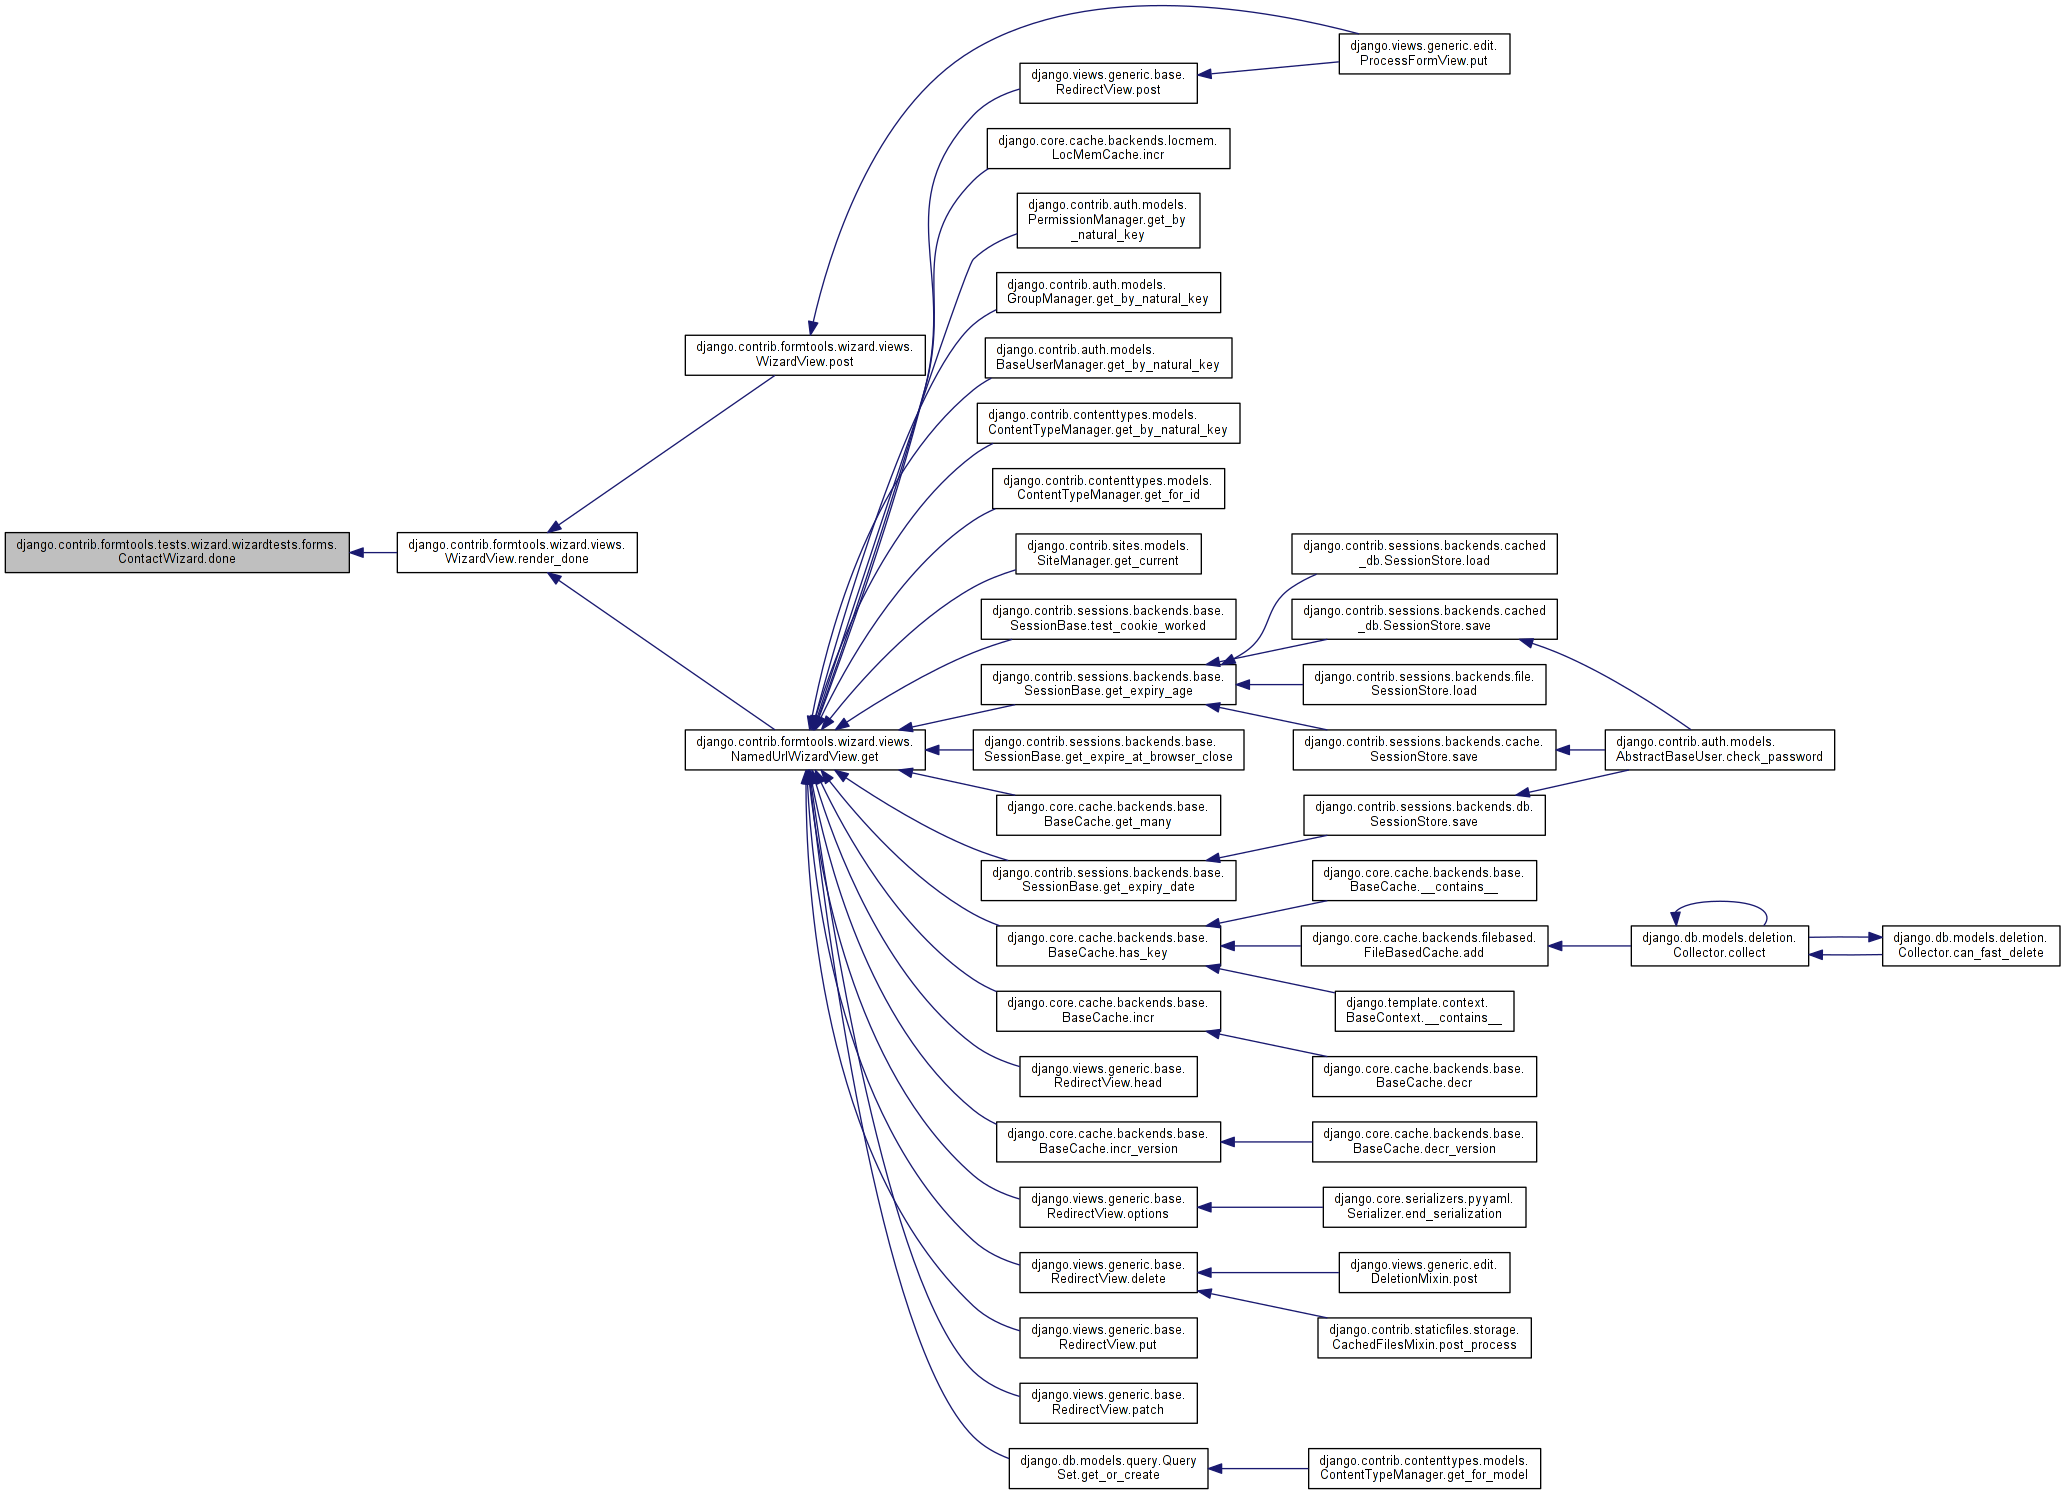 django.contrib.formtools.tests.wizard.wizardtests.forms.
ContactWizard.done
django.contrib.formtools.wizard.views.
WizardView.render_done
django.contrib.formtools.wizard.views.
WizardView.post
django.contrib.formtools.wizard.views.
NamedUrlWizardView.get
django.views.generic.base.
RedirectView.post
django.core.cache.backends.locmem.
LocMemCache.incr
django.contrib.auth.models.
PermissionManager.get_by
_natural_key
django.contrib.auth.models.
GroupManager.get_by_natural_key
django.contrib.auth.models.
BaseUserManager.get_by_natural_key
django.contrib.contenttypes.models.
ContentTypeManager.get_by_natural_key
django.contrib.contenttypes.models.
ContentTypeManager.get_for_id
django.contrib.sites.models.
SiteManager.get_current
django.contrib.sessions.backends.base.
SessionBase.test_cookie_worked
django.contrib.sessions.backends.base.
SessionBase.get_expiry_age
django.contrib.sessions.backends.base.
SessionBase.get_expire_at_browser_close
django.core.cache.backends.base.
BaseCache.get_many
django.contrib.sessions.backends.base.
SessionBase.get_expiry_date
django.core.cache.backends.base.
BaseCache.has_key
django.core.cache.backends.base.
BaseCache.incr
django.views.generic.base.
RedirectView.head
django.core.cache.backends.base.
BaseCache.incr_version
django.views.generic.base.
RedirectView.options
django.views.generic.base.
RedirectView.delete
django.views.generic.base.
RedirectView.put
django.views.generic.base.
RedirectView.patch
django.db.models.query.Query
Set.get_or_create
django.views.generic.edit.
ProcessFormView.put
django.contrib.sessions.backends.cached
_db.SessionStore.load
django.contrib.sessions.backends.cached
_db.SessionStore.save
django.contrib.sessions.backends.file.
SessionStore.load
django.contrib.sessions.backends.cache.
SessionStore.save
django.contrib.sessions.backends.db.
SessionStore.save
django.core.cache.backends.base.
BaseCache.__contains__
django.core.cache.backends.filebased.
FileBasedCache.add
django.template.context.
BaseContext.__contains__
django.core.cache.backends.base.
BaseCache.decr
django.core.cache.backends.base.
BaseCache.decr_version
django.core.serializers.pyyaml.
Serializer.end_serialization
django.views.generic.edit.
DeletionMixin.post
django.contrib.staticfiles.storage.
CachedFilesMixin.post_process
django.contrib.contenttypes.models.
ContentTypeManager.get_for_model
django.contrib.auth.models.
AbstractBaseUser.check_password
django.db.models.deletion.
Collector.collect
django.db.models.deletion.
Collector.can_fast_delete